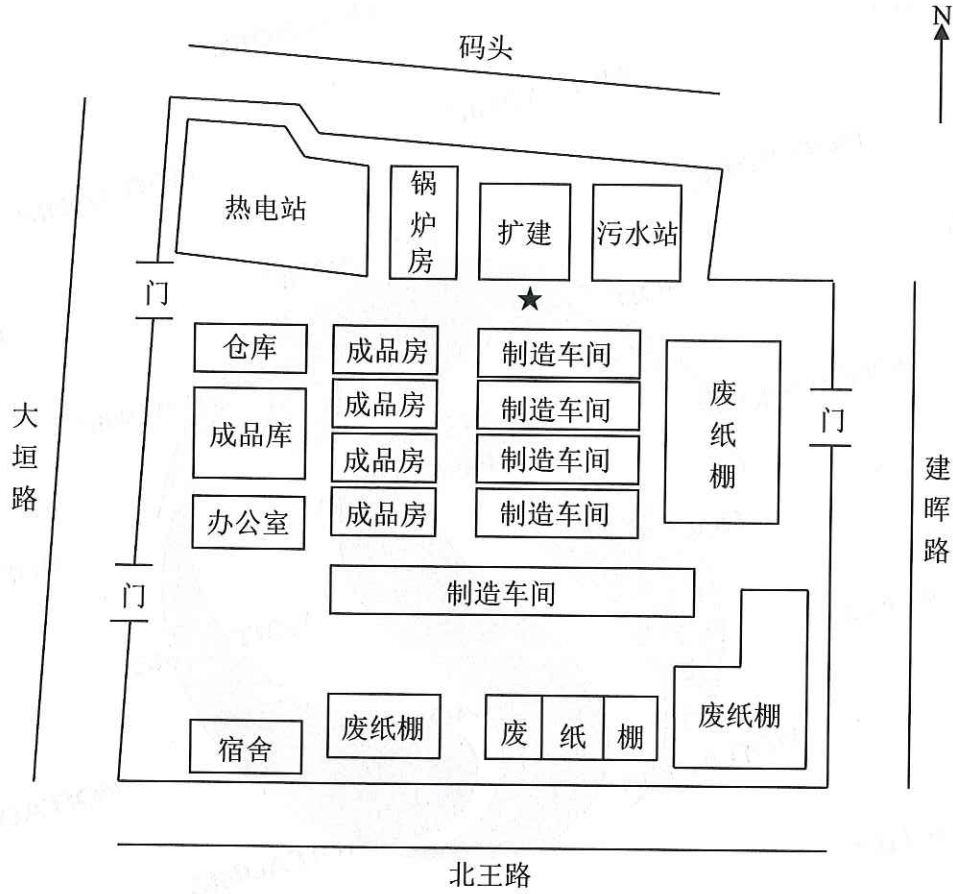 N
码头
热电站
锅炉房
扩建
污水站
门
★
仓库
成品房
制造车间
废纸棚
成品库
成品房
制造车间
门
大垣路
成品房
制造车间
建晖路
办公室
成品房
制造车间
门
制造车间
废纸棚
宿舍
废纸棚
废纸棚
北王路